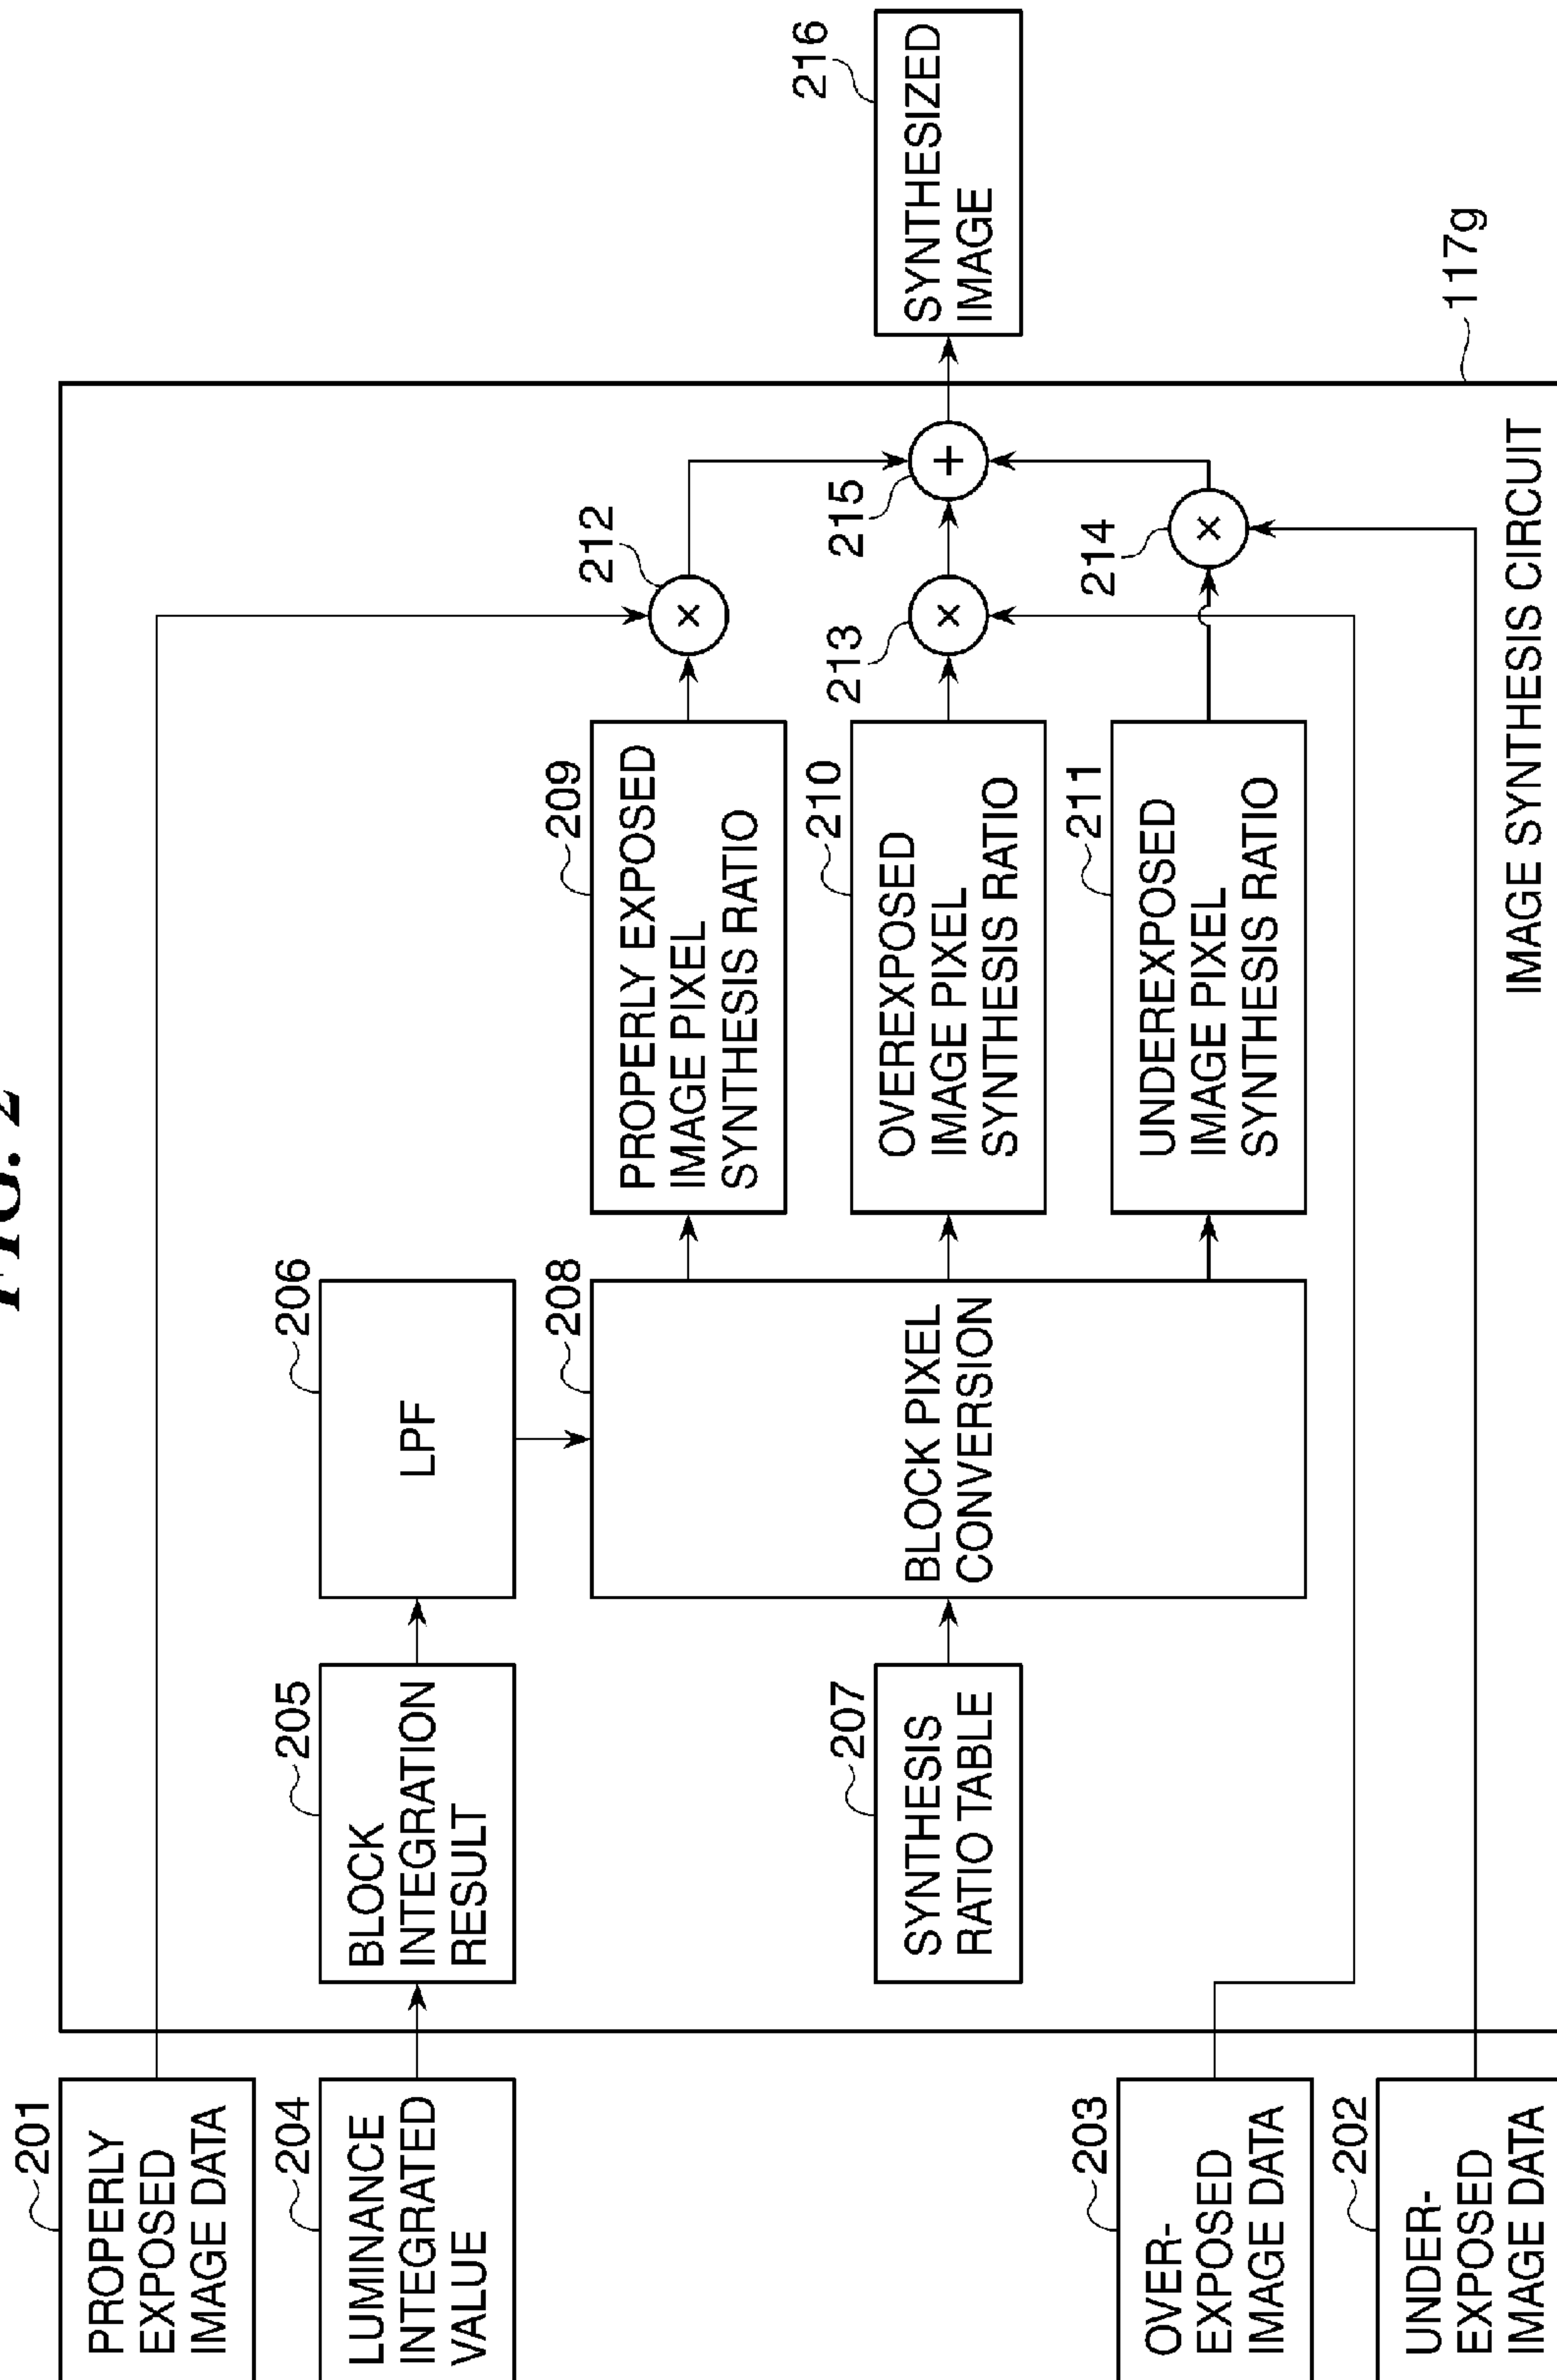 FIG. 2
201
PROPERLY
EXPOSED
IMAGE DATA
204
LUMINANCE
INTEGRATED
VALUE
203
OVER-
EXPOSED
IMAGE DATA
202
UNDER-
EXPOSED
IMAGE DATA
205
BLOCK
INTEGRATION
RESULT
206
LPF
207
SYNTHESIS
RATIO TABLE
208
BLOCK PIXEL
CONVERSION
209
PROPERLY EXPOSED
IMAGE PIXEL
SYNTHESIS RATIO
210
OVEREXPOSED
IMAGE PIXEL
SYNTHESIS RATIO
211
UNDEREXPOSED
IMAGE PIXEL
SYNTHESIS RATIO
212
×
213
×
214
×
215
+
216
SYNTHESIZED
IMAGE
117g
IMAGE SYNTHESIS CIRCUIT